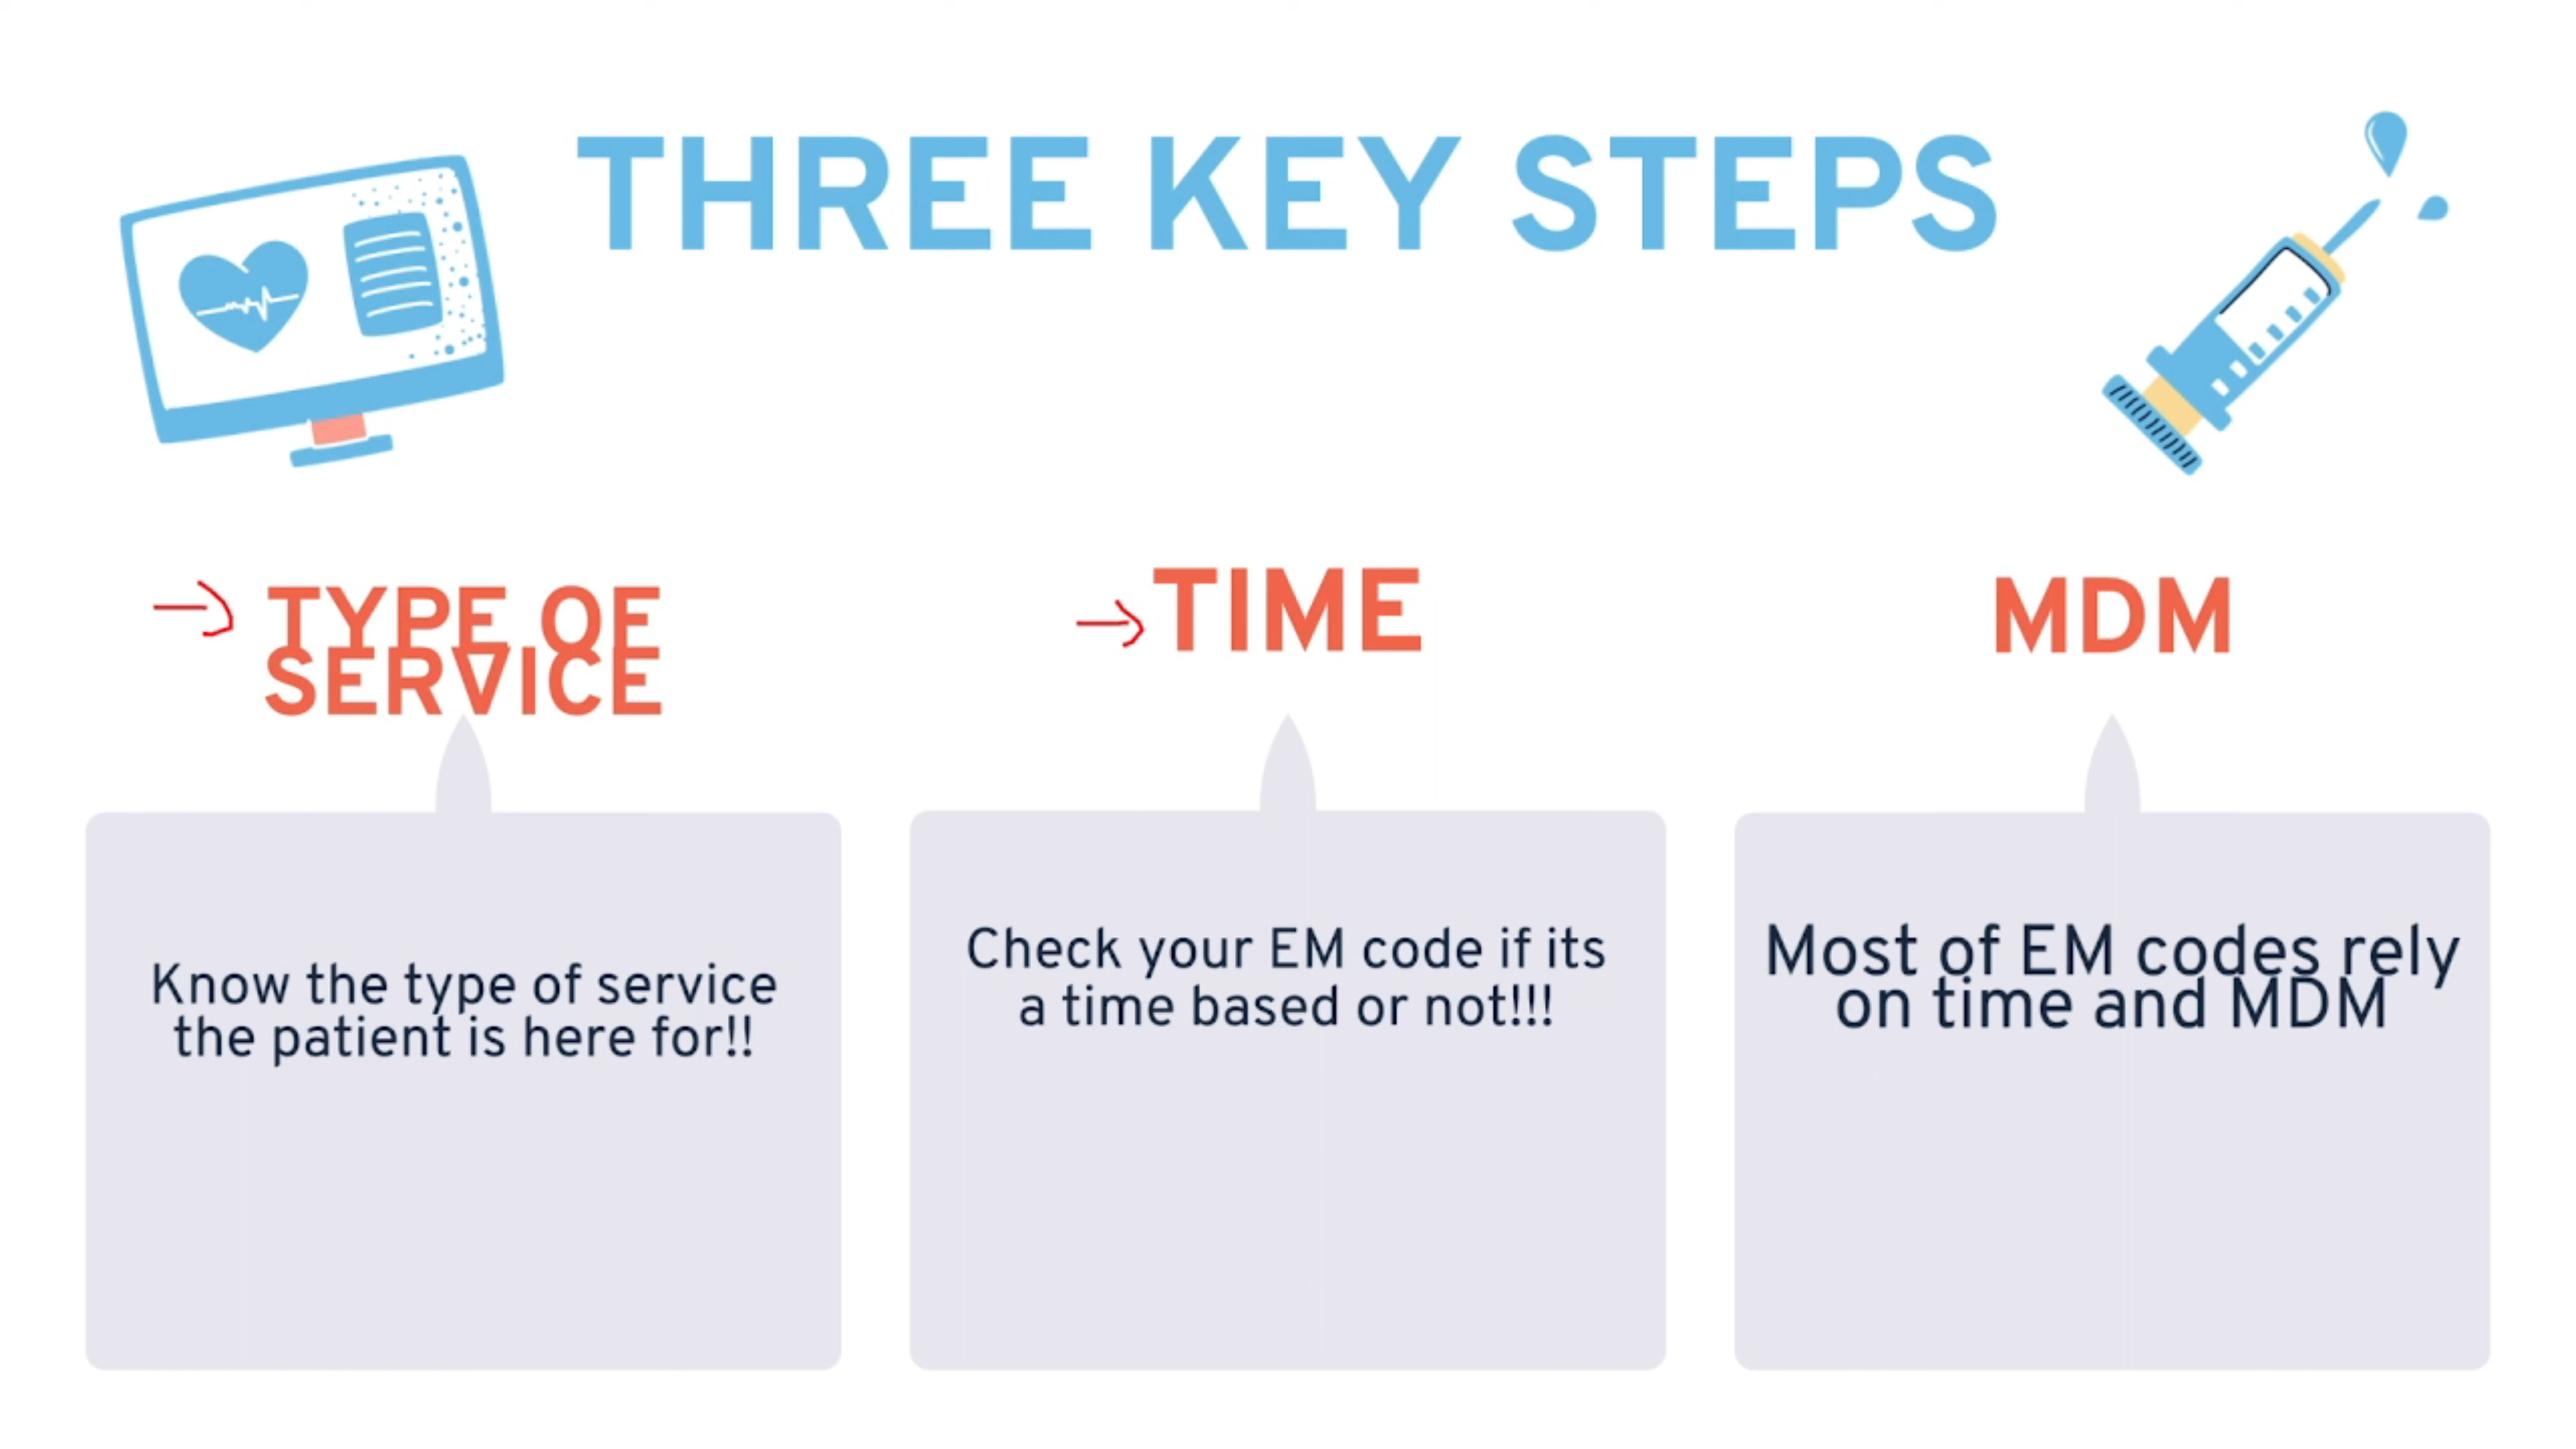 THREE KEY STEPS
TYPE OF
SERVICE
TIME
MDM
Know the type of service
the patient is here for!!
Check your EM code if its
a time based or not!!!
Most of EM codes rely
on time and MDM